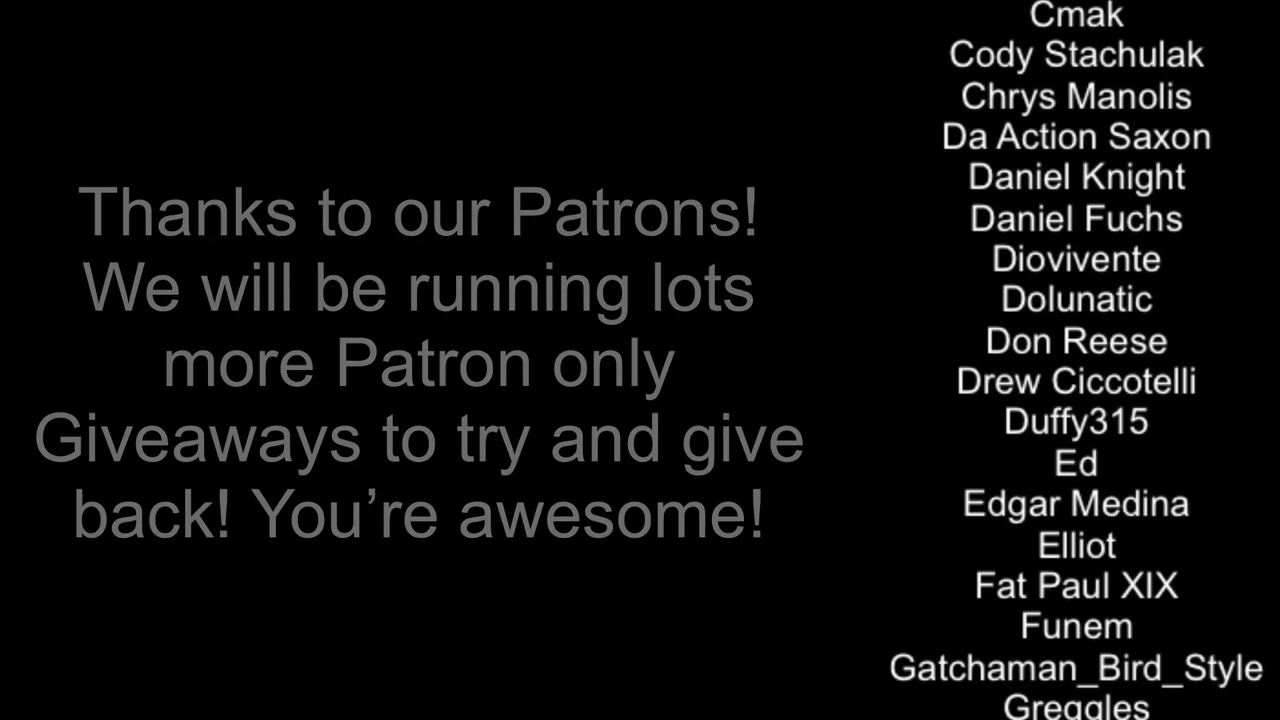 Thanks to our Patrons!
We will be running lots
more Patron only
Giveaways to try and give
back! You’re awesome!
Cmak
Cody Stachulak
Chrys Manolis
Da Action Saxon
Daniel Knight
Daniel Fuchs
Diovivente
Dolunatic
Don Reese
Drew Ciccotelli
Duffy315
Ed
Edgar Medina
Elliot
Fat Paul XIX
Funem
Gatchaman_Bird_Style
Greggles